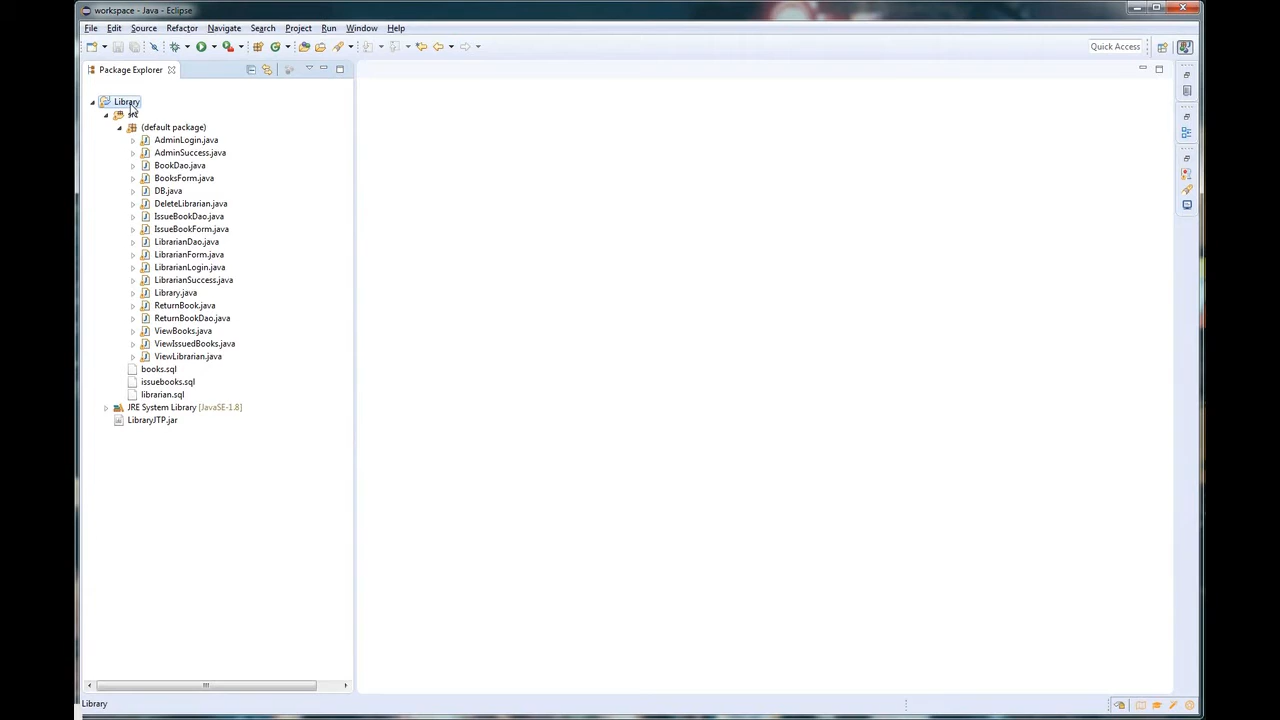 workspace - Java - Eclipse
File Edit Source Refactor Navigate Search Project Run Window Help
Quick Access
Package Explorer
Library
(default package)
AdminLogin.java
AdminSuccess.java
BookDao.java
BooksForm.java
DB.java
DeleteLibrarian.java
IssueBookDao.java
IssueBookForm.java
LibrarianDao.java
LibrarianForm.java
LibrarianLogin.java
LibrarianSuccess.java
Library.java
ReturnBook.java
ReturnBookDao.java
ViewBooks.java
ViewIssuedBooks.java
ViewLibrarian.java
books.sql
issuebooks.sql
librarian.sql
JRE System Library [JavaSE-1.8]
LibraryJTP.jar
Library